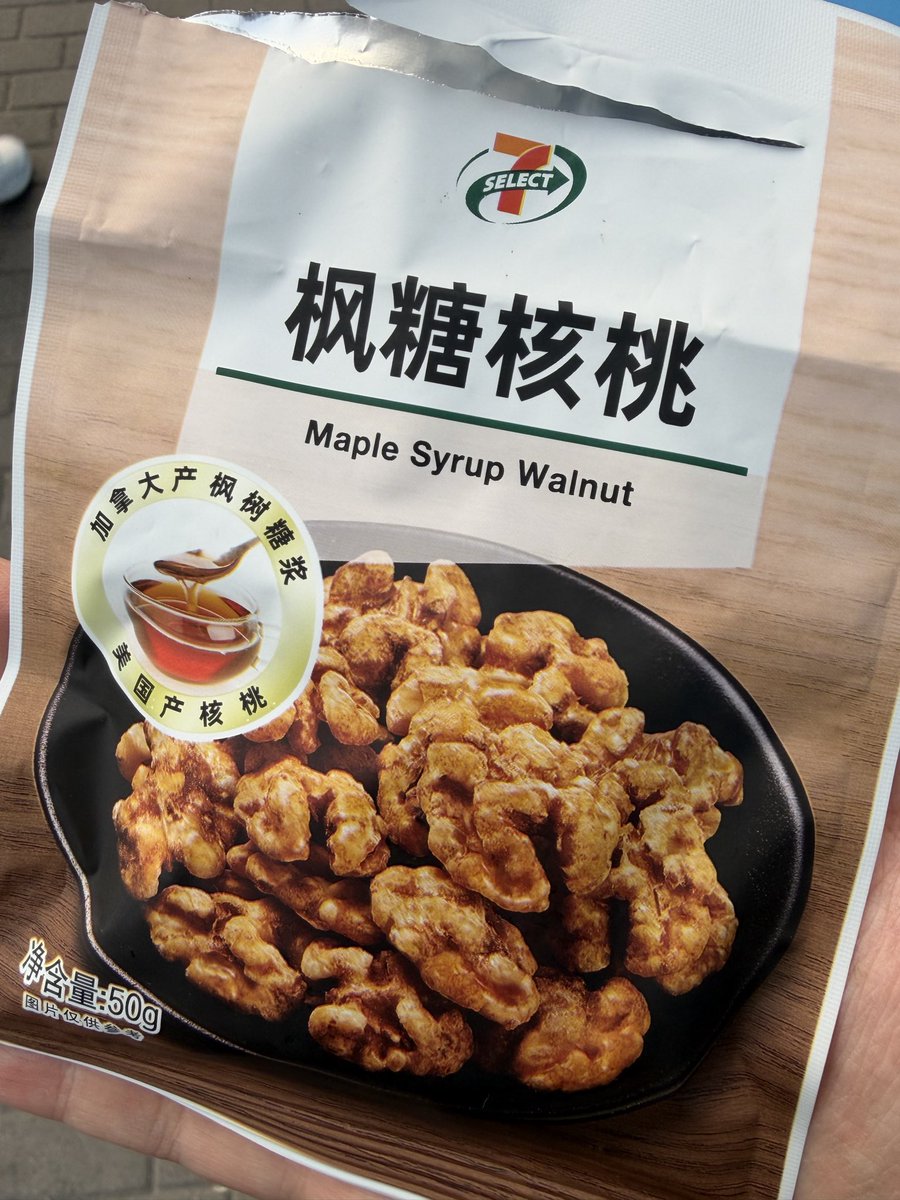 7
SELECT
枫糖核桃
Maple Syrup Walnut
加拿大产枫树糖浆
美国产核桃
净含量:50g
图片仅供参考